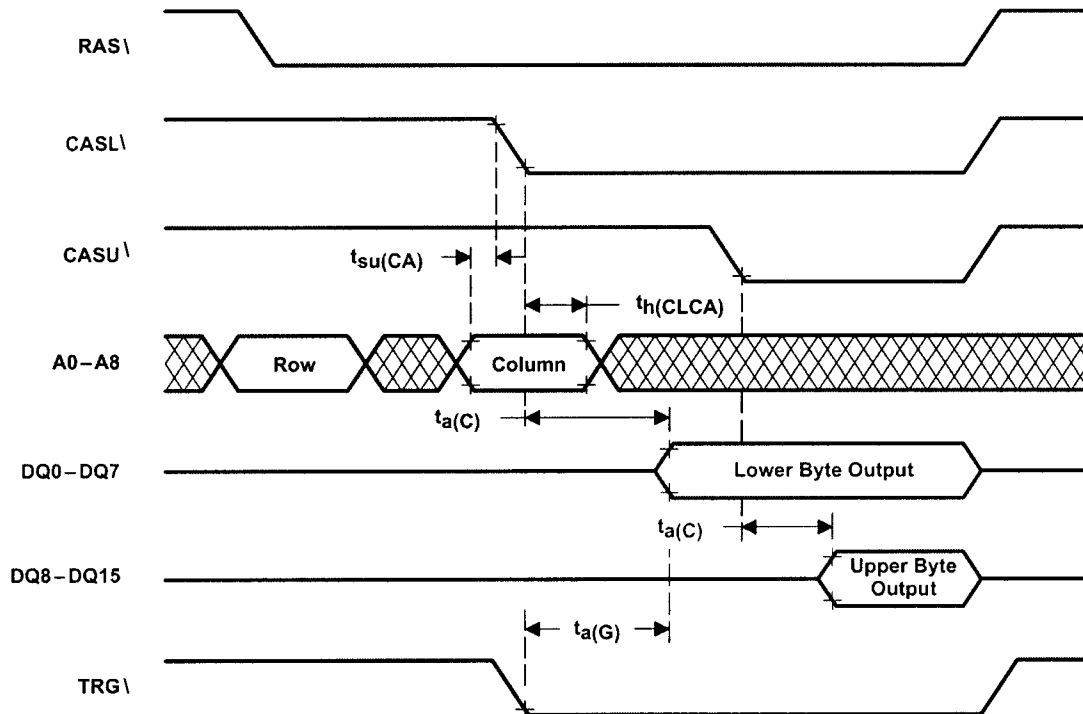 RAS\
CASL\
CASU\
tsu(CA)
th(CLCA)
A0–A8
Row
Column
ta(C)
DQ0–DQ7
Lower Byte Output
ta(C)
DQ8–DQ15
Upper Byte
Output
ta(G)
TRG\